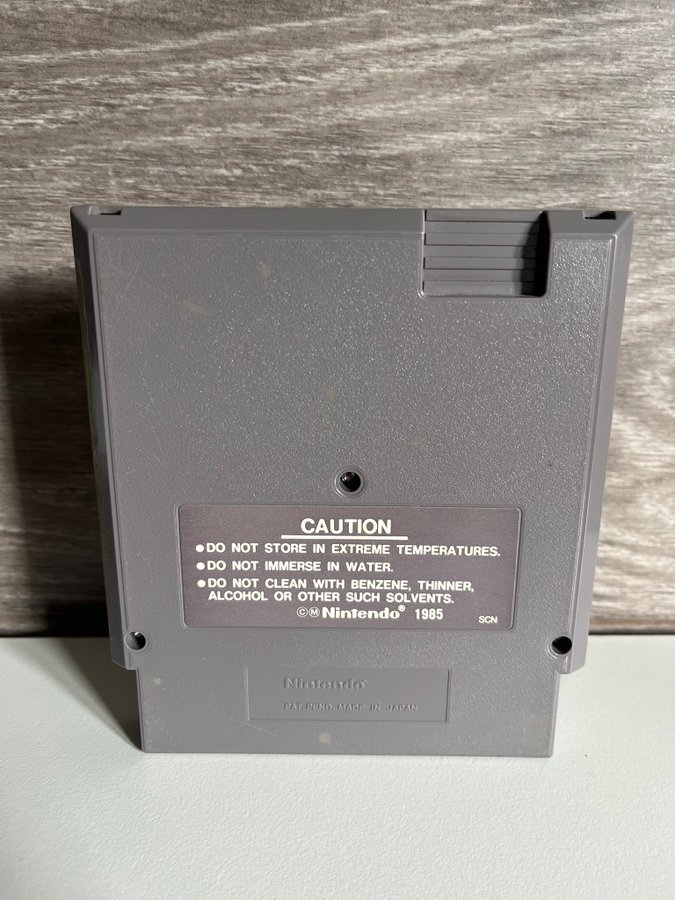 CAUTION
●DO NOT STORE IN EXTREME TEMPERATURES.
●DO NOT IMMERSE IN WATER.
●DO NOT CLEAN WITH BENZENE, THINNER,
ALCOHOL OR OTHER SUCH SOLVENTS.
©Ⓜ Nintendo® 1985 SCN
Nintendo®
PAT. PEND. MADE IN JAPAN